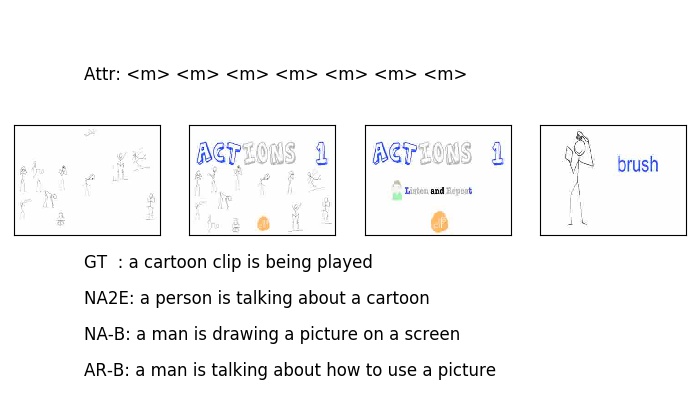 Attr: <m> <m> <m> <m> <m> <m> <m>
ACTIONS 1
ACTIONS 1
Listen and Repeat
brush
GT : a cartoon clip is being played
NA2E: a person is talking about a cartoon
NA-B: a man is drawing a picture on a screen
AR-B: a man is talking about how to use a picture